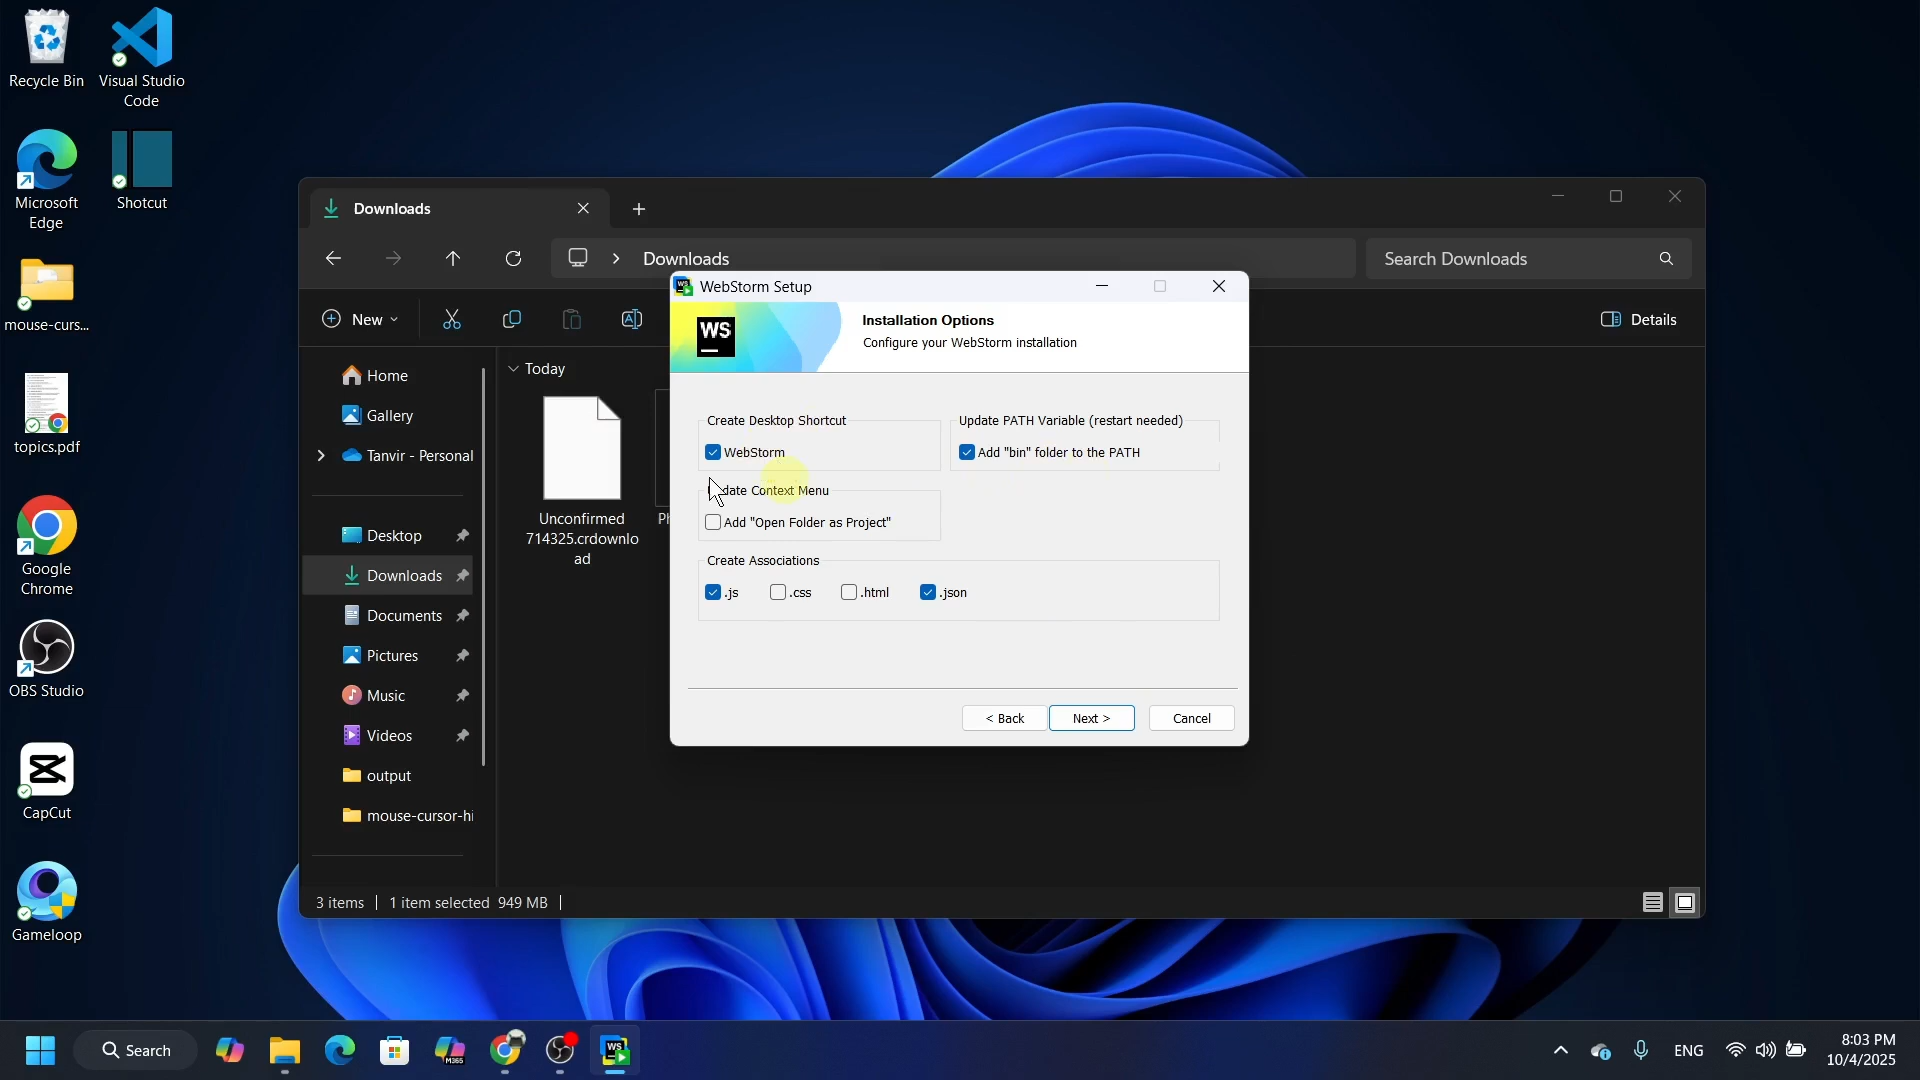 Recycle Bin
Visual Studio
Code
Microsoft
Edge
Shotcut
mouse-curs...
topics.pdf
Google
Chrome
OBS Studio
CapCut
Gameloop
Downloads
Downloads
Search Downloads
New
Details
Home
Gallery
Tanvir - Personal
Desktop
Downloads
Documents
Pictures
Music
Videos
output
mouse-cursor-hi
Today
Unconfirmed
714325.crdownlo
ad
3 items
1 item selected 949 MB
WebStorm Setup
WS
Installation Options
Configure your WebStorm installation
Create Desktop Shortcut
WebStorm
Update PATH Variable (restart needed)
Add "bin" folder to the PATH
Context Menu
Add "Open Folder as Project"
Create Associations
.js
.css
.html
.json
< Back
Next >
Cancel
Search
M365
WS
ENG
8:03 PM
10/4/2025